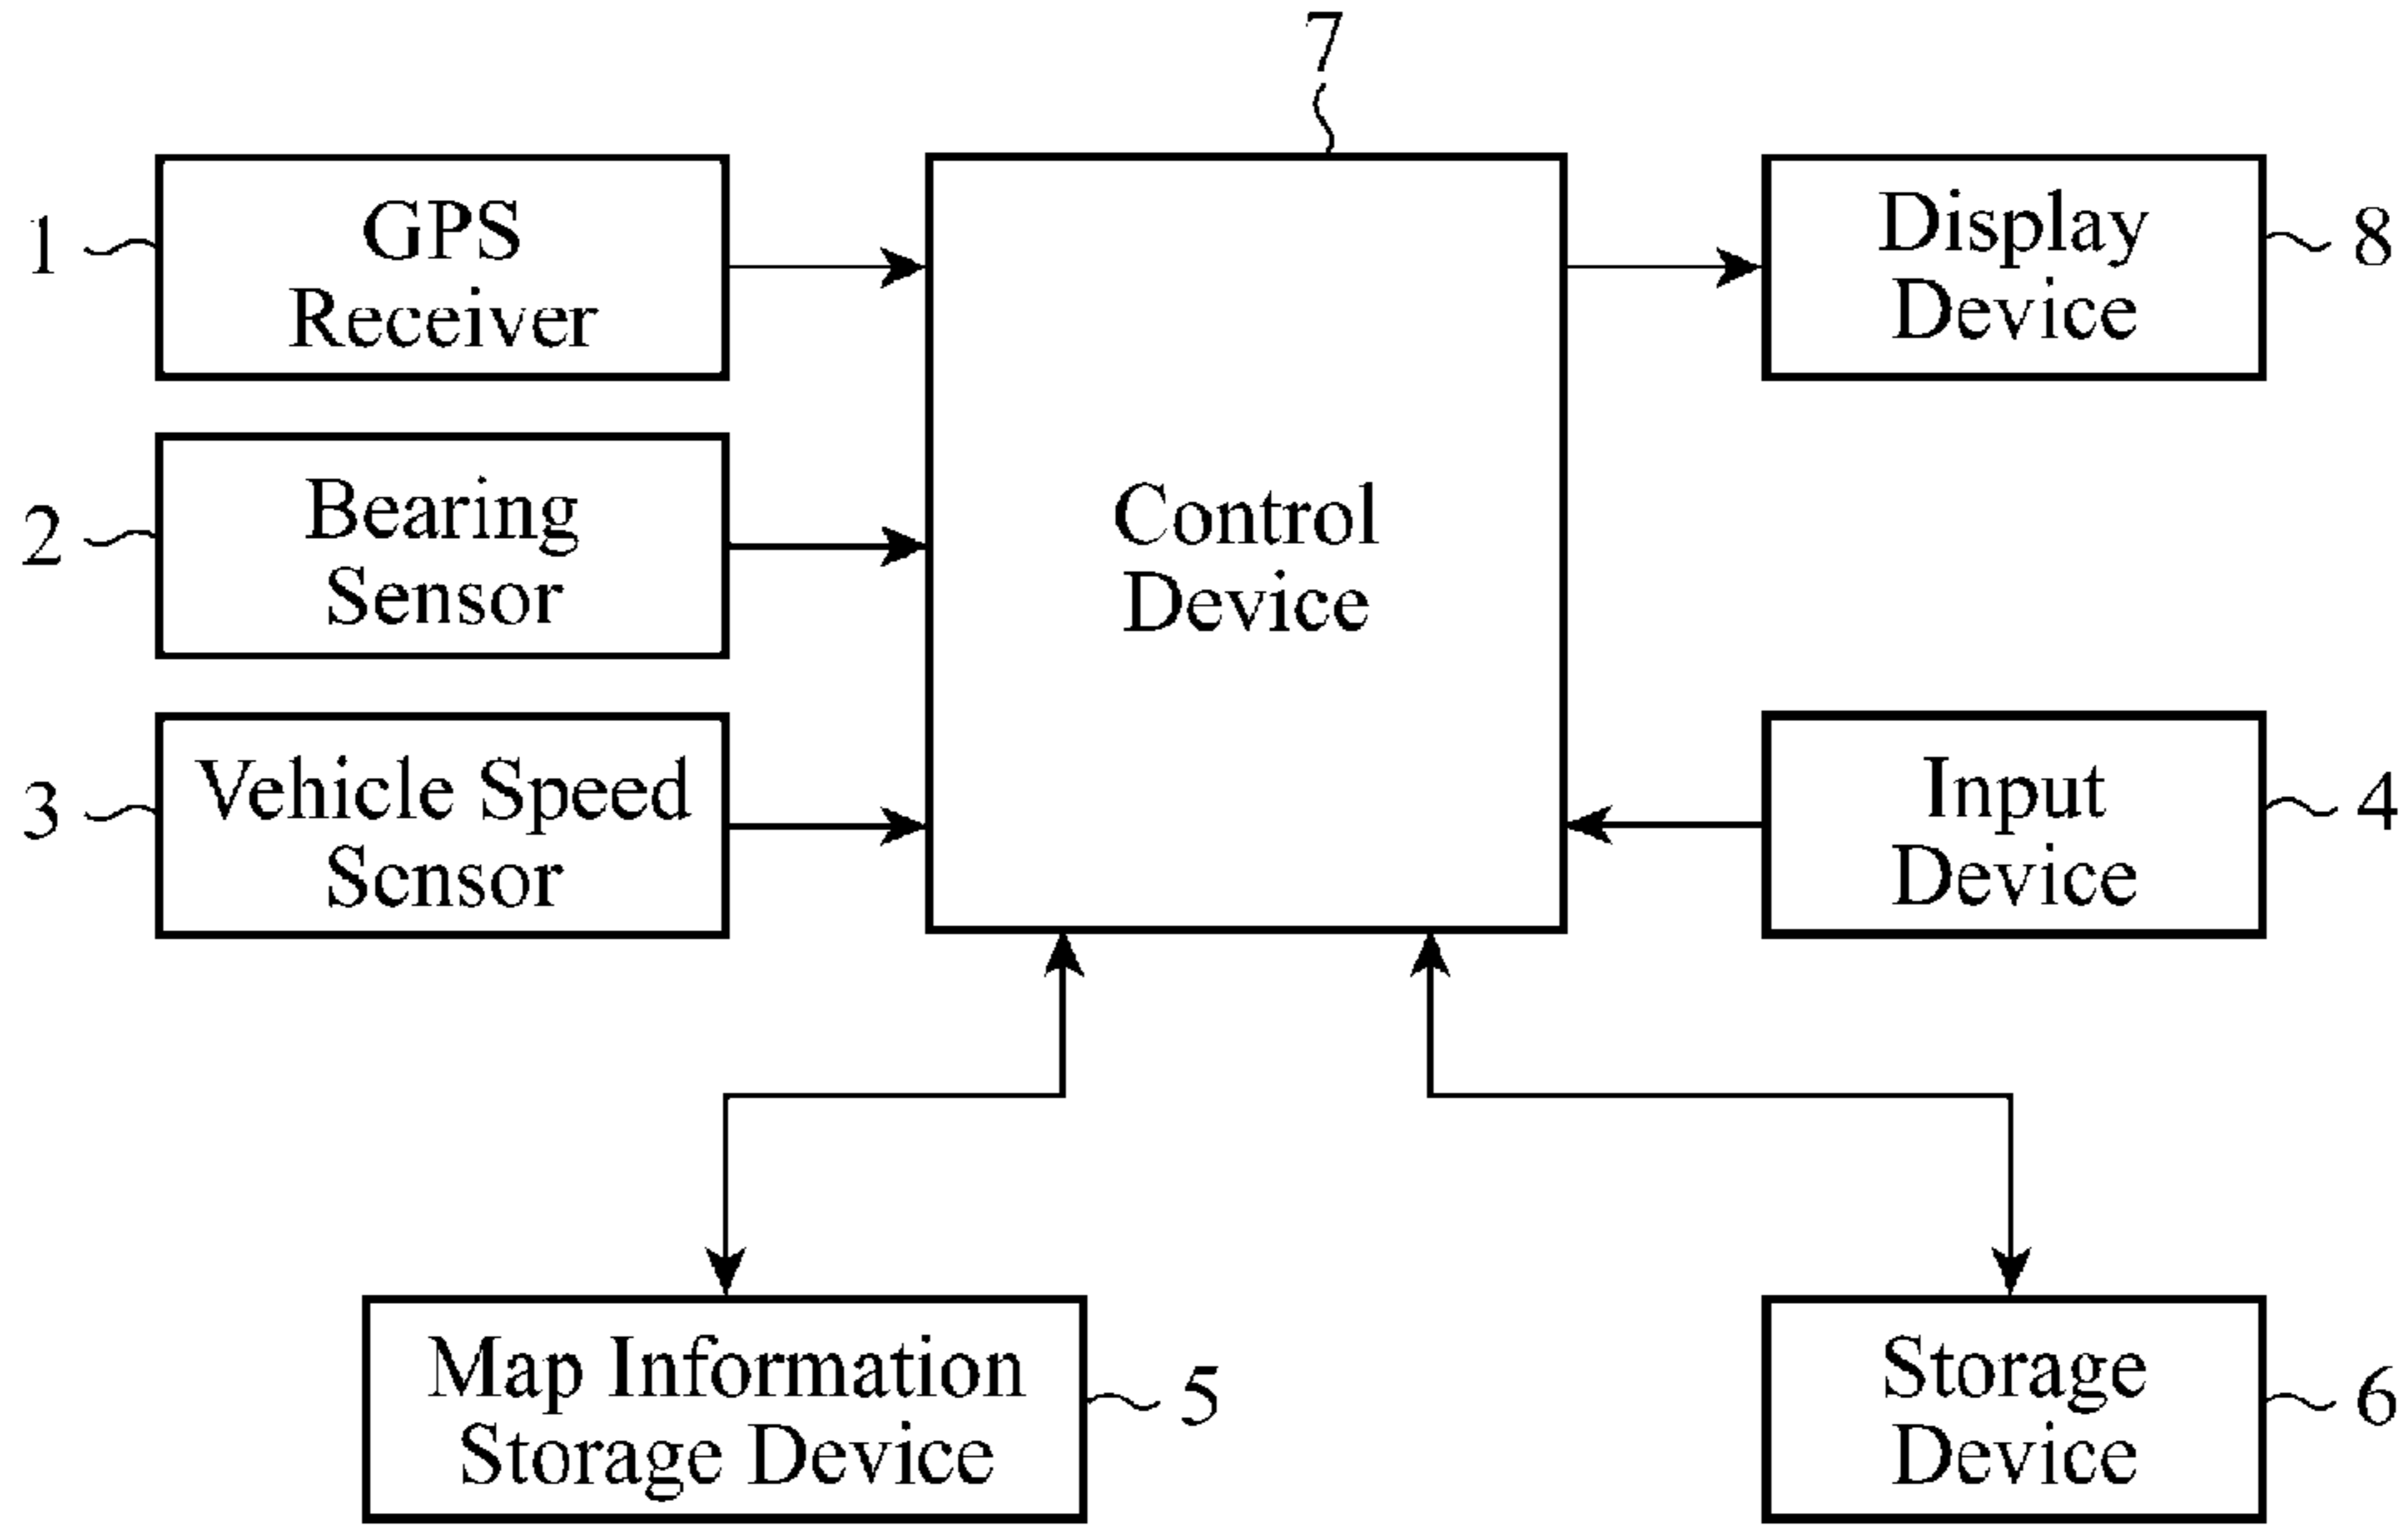 7
1
GPS
Receiver
Display
Device
8
2
Bearing
Sensor
Control
Device
3
Vehicle Speed
Sensor
Input
Device
4
Map Information
Storage Device
5
Storage
Device
6